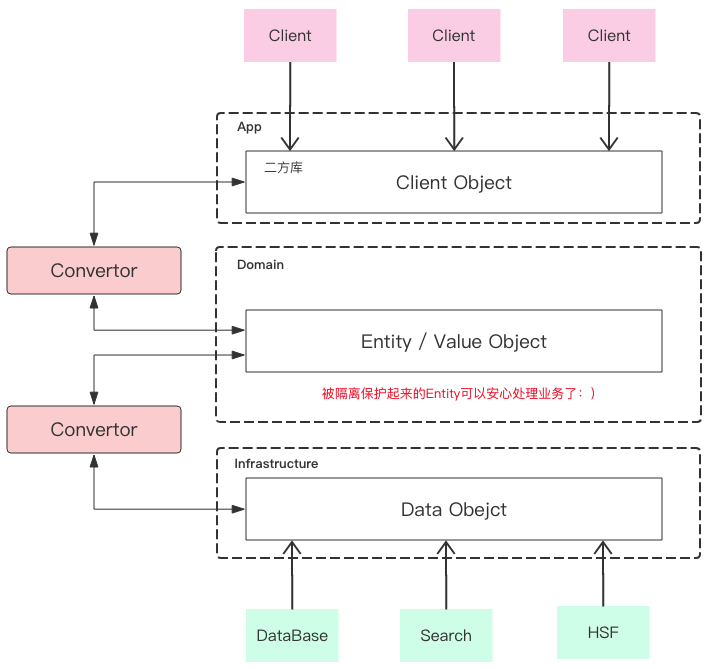 Client
Client
Client
App
二方库
Client Object
Convertor
Domain
Entity / Value Object
被隔离保护起来的Entity可以安心处理业务了：）
Convertor
Infrastructure
Data Obejct
DataBase
Search
HSF